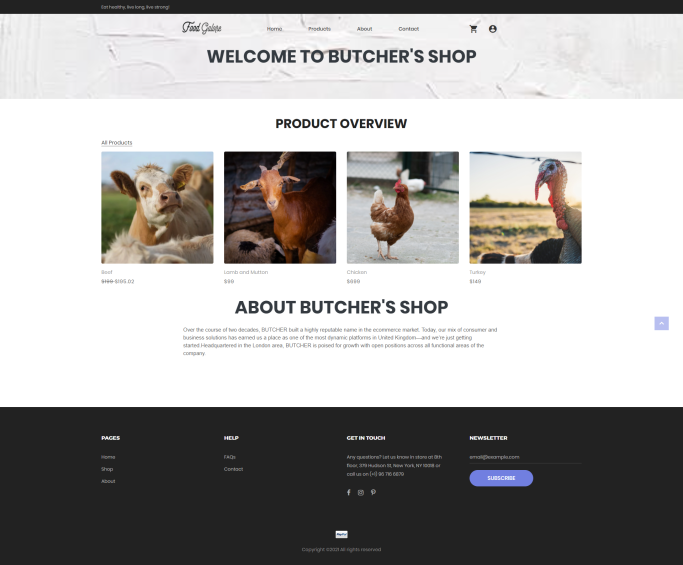 Eat healthy, live long, live strong!
Food Galore
Home Products About Contact
WELCOME TO BUTCHER'S SHOP
PRODUCT OVERVIEW
All Products
Beef Lamb and Mutton Chicken Turkey
$199 $195.02 $99 $699 $149
ABOUT BUTCHER'S SHOP
Over the course of two decades, BUTCHER built a highly reputable name in the ecommerce market. Today, our mix of consumer and
business solutions has earned us a place as one of the most dynamic platforms in United Kingdom—and we're just getting
started.Headquartered in the London area, BUTCHER is poised for growth with open positions across all functional areas of the
company.
PAGES HELP GET IN TOUCH NEWSLETTER
Home FAQs Any questions? Let us know in store at 8th email@example.com
floor, 379 Hudson St, New York, NY 10018 or
Shop Contact call us on (+1) 96 716 6879
About
SUBSCRIBE
PayPal
Copyright ©2021 All rights reserved